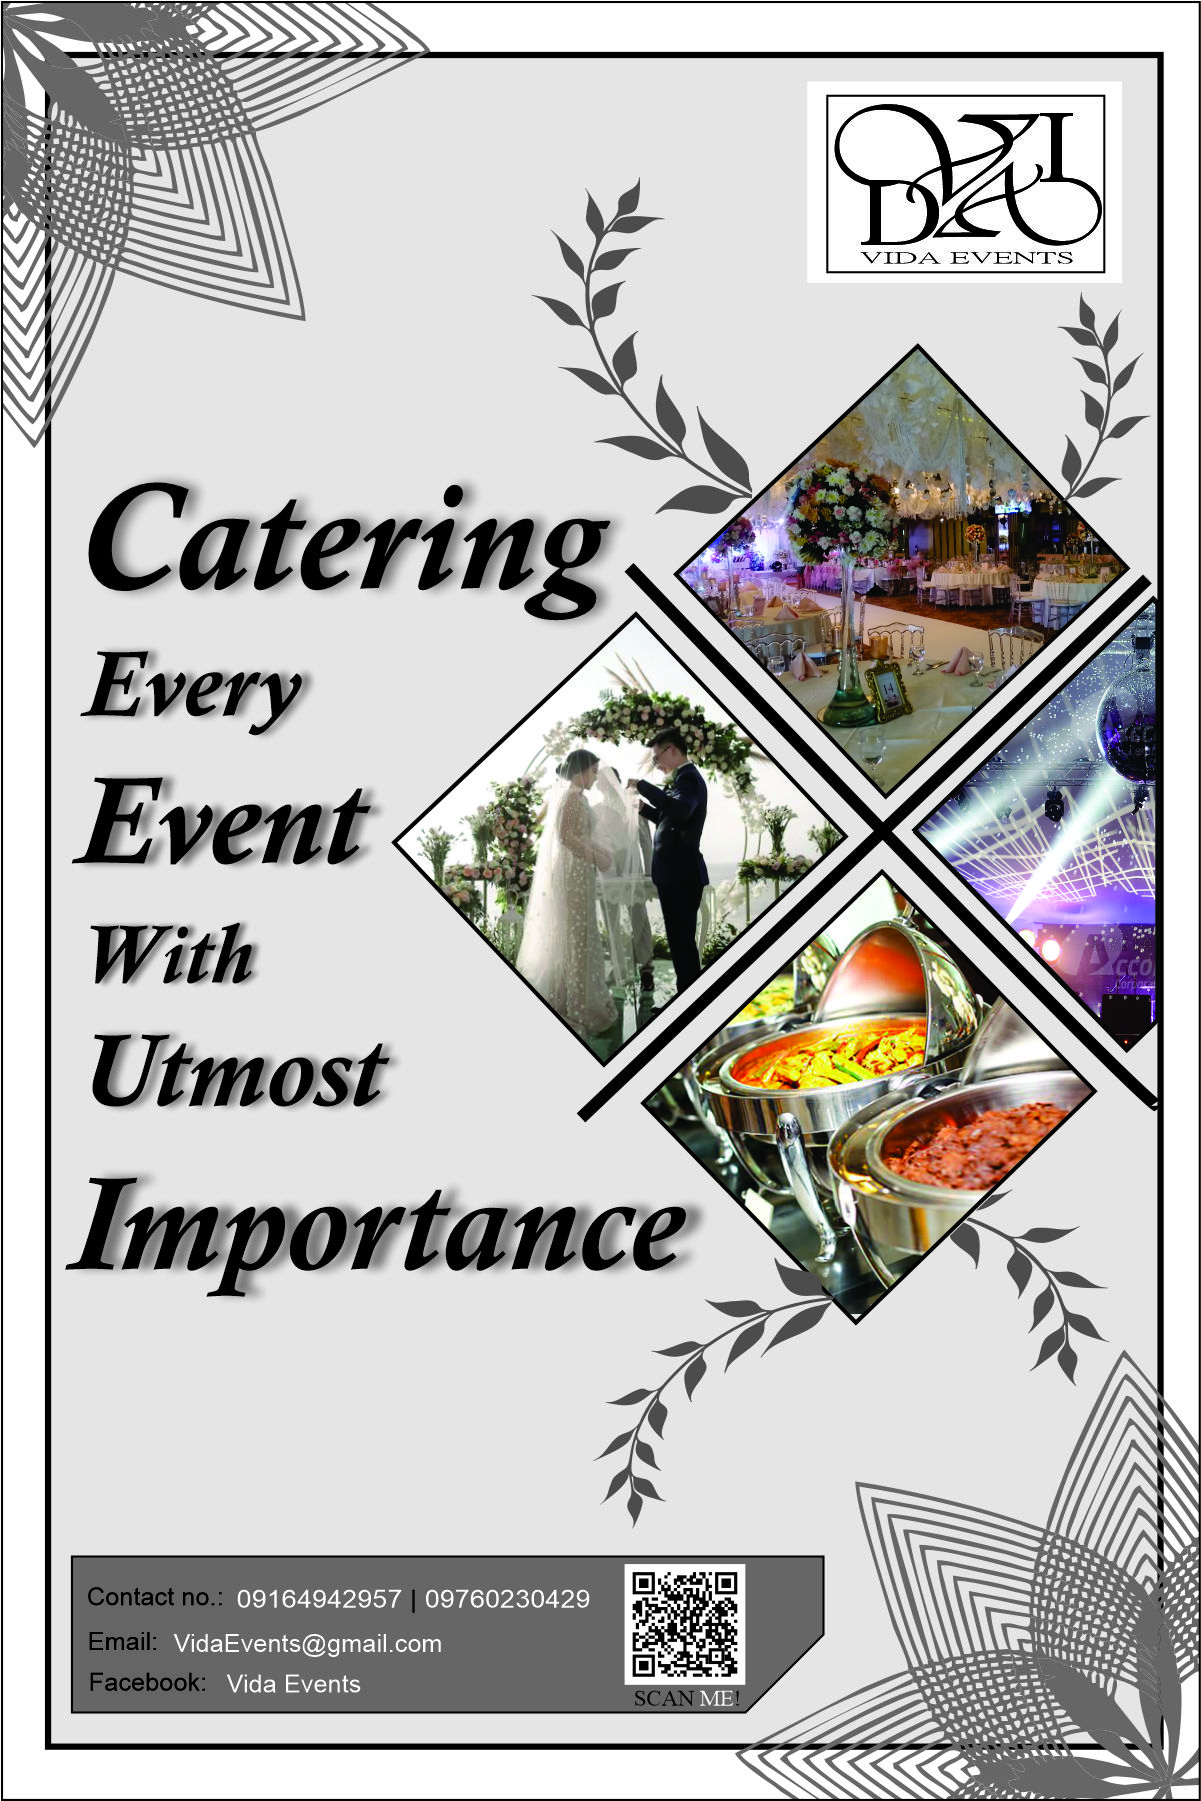 VIDA
VIDA EVENTS
Catering
Every
Event
With
Utmost
Importance
14
Contact no.: 09164942957 | 09760230429
Email: VidaEvents@gmail.com
Facebook: Vida Events
SCAN ME!